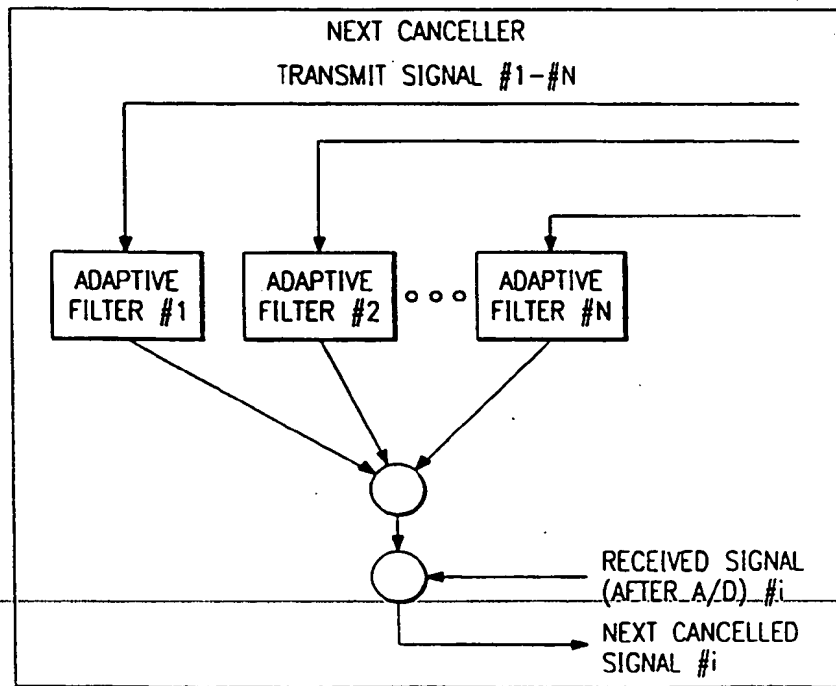 NEXT CANCELLER
TRANSMIT SIGNAL #1-#N
ADAPTIVE
FILTER #1
ADAPTIVE
FILTER #2
ADAPTIVE
FILTER #N
RECEIVED SIGNAL
(AFTER A/D) #i
NEXT CANCELLED
SIGNAL #i